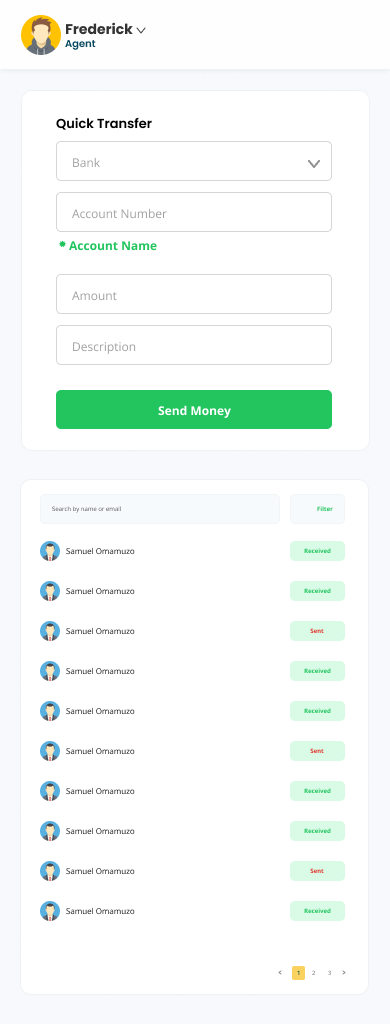 Frederick
Agent
Quick Transfer
Bank
Account Number
* Account Name
Amount
Description
Send Money
Search by name or email Filter
Samuel Omamuzo Received
Samuel Omamuzo Received
Samuel Omamuzo Sent
Samuel Omamuzo Received
Samuel Omamuzo Received
Samuel Omamuzo Sent
Samuel Omamuzo Received
Samuel Omamuzo Received
Samuel Omamuzo Sent
Samuel Omamuzo Received
< 1 2 3 >